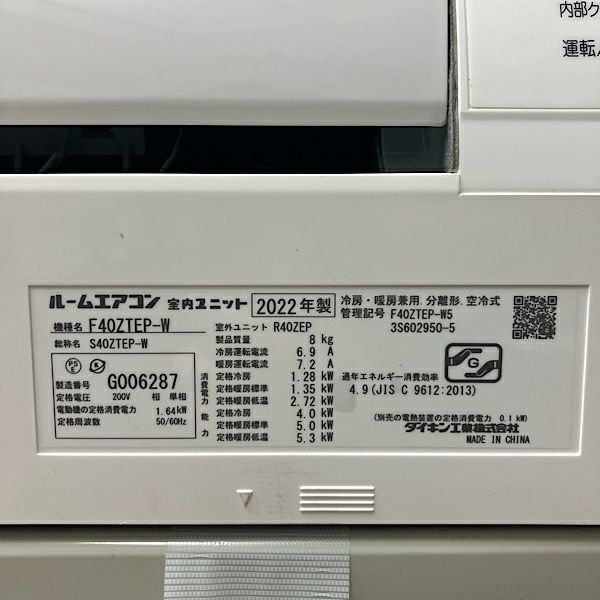 内部ク
運転
ルームエアコン 室内ユニット 2022年製
冷房・暖房兼用, 分離形, 空冷式
機種名 F40ZTEP-W
室外ユニット R40ZEP
管理記号 F40ZTEP-W5
総称名 S40ZTEP-W
3S602950-5
製品質量 8 kg
冷房運転電流 6.9 A
暖房運転電流 7.2 A
消費電力
定格冷房 1.28 kW
定格暖房標準 1.35 kW
定格暖房低温 2.72 kW
能力
定格冷房 4.0 kW
定格暖房標準 5.0 kW
定格暖房低温 5.3 kW
PSE
製造番号 G006287
定格電圧 200V 相 単相
電動機の定格消費電力 1.64kW
定格周波数 50/60Hz
通年エネルギー消費効率
4.9(JIS C 9612:2013)
(別売の電熱装置の定格消費電力 0.1 kW)
ダイキン工業株式会社
MADE IN CHINA